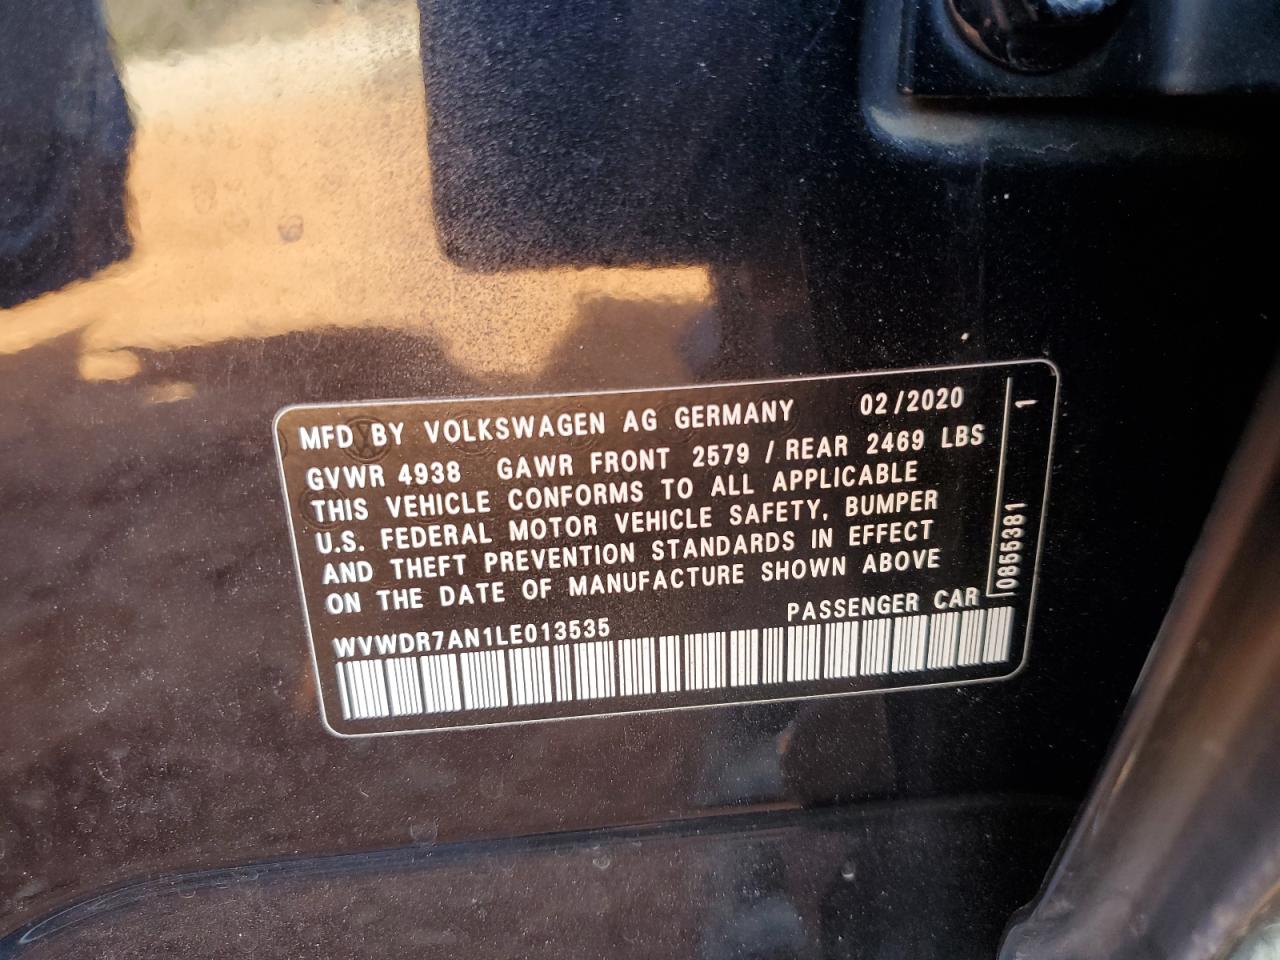 MFD BY VOLKSWAGEN AG GERMANY 02/2020
GVWR 4938 GAWR FRONT 2579 / REAR 2469 LBS
THIS VEHICLE CONFORMS TO ALL APPLICABLE
U.S. FEDERAL MOTOR VEHICLE SAFETY, BUMPER
AND THEFT PREVENTION STANDARDS IN EFFECT
ON THE DATE OF MANUFACTURE SHOWN ABOVE
PASSENGER CAR
WVWDR7AN1LE013535
0855381 1